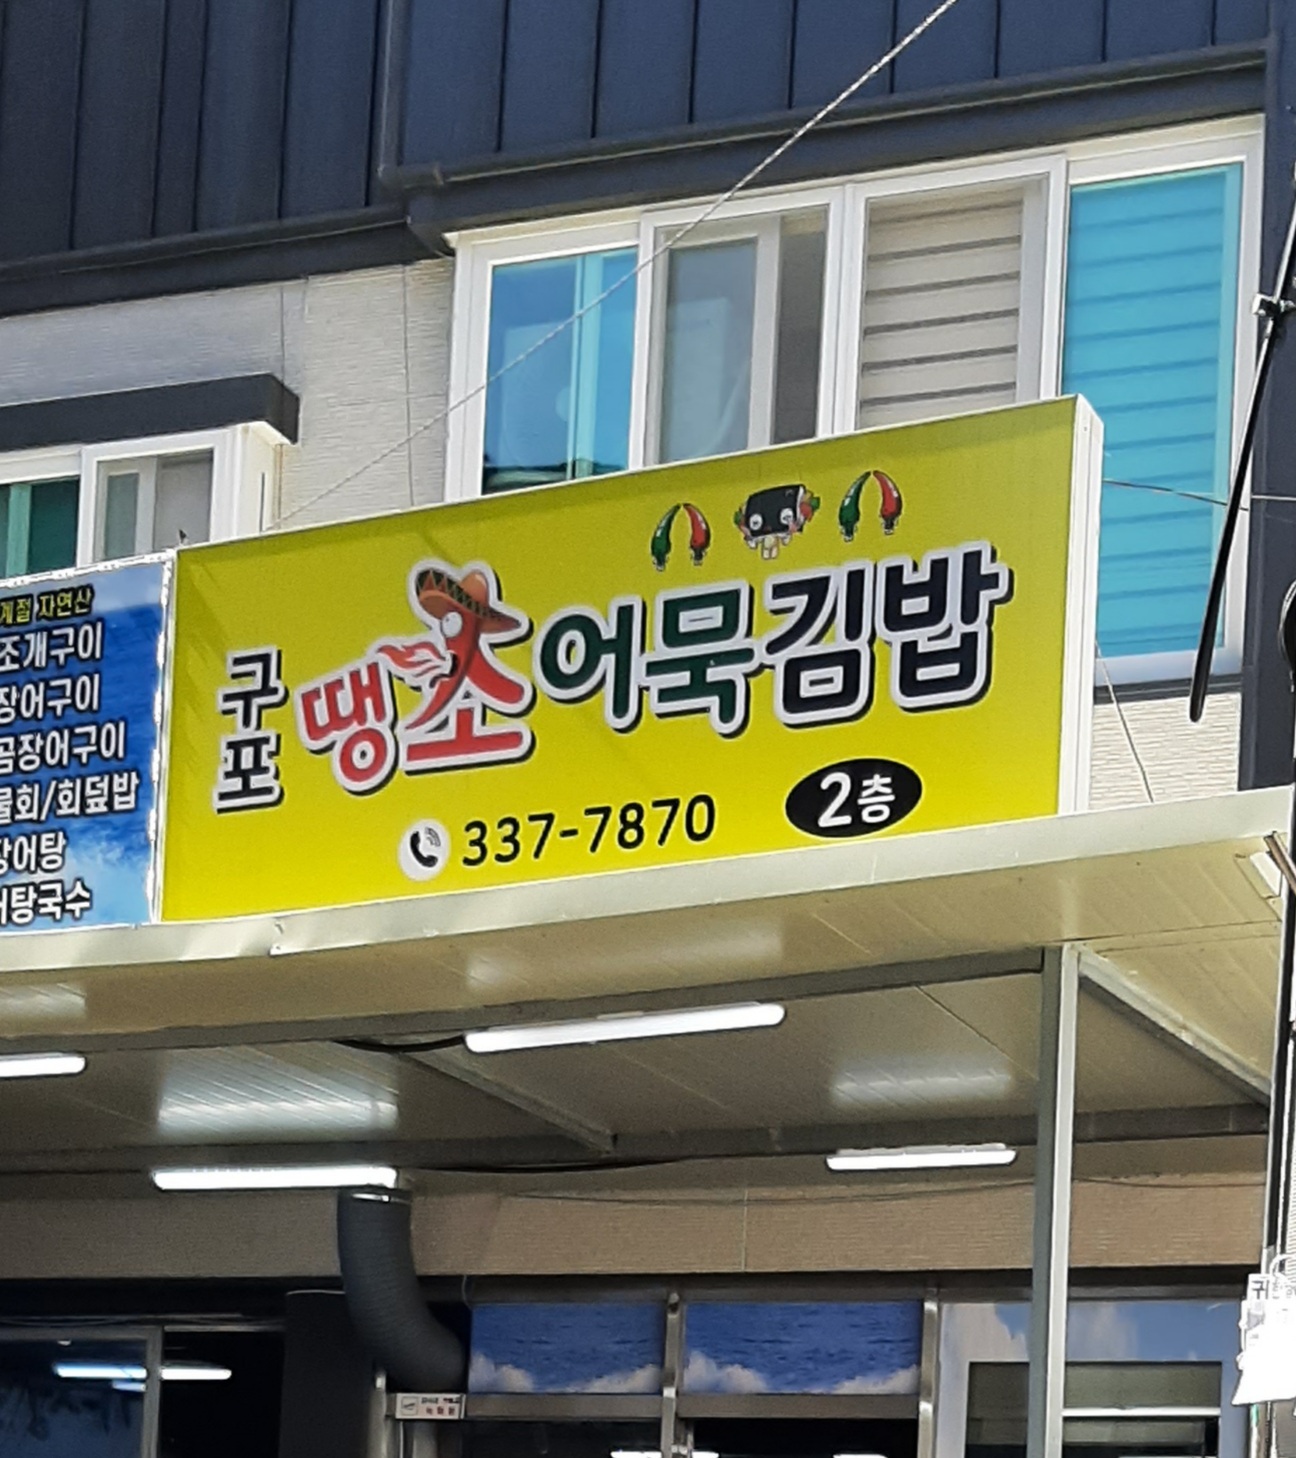 계절 자연산
조개구이
장어구이
곰장어구이
물회/회덮밥
장어탕
어탕국수
구포 땡초 어묵김밥
337-7870 2층